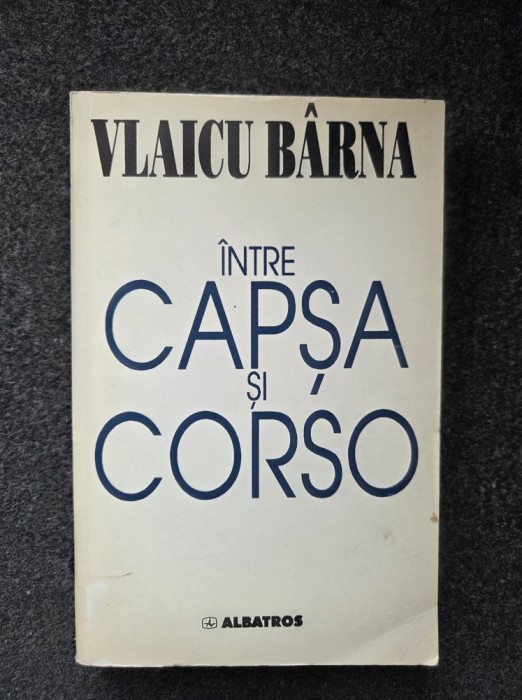 VLAICU BÂRNA
ÎNTRE
CAPȘA
ȘI
CORSO
ALBATROS